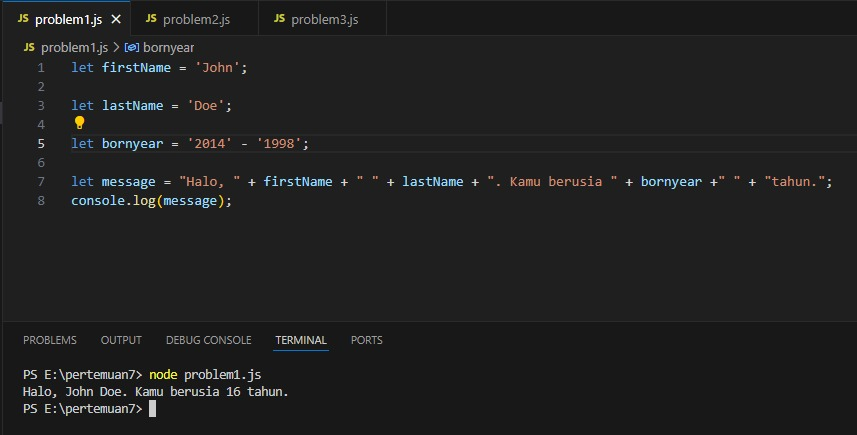 JS problem1.js × JS problem2.js JS problem3.js
JS problem1.js > bornyear
1 let firstName = 'John';
2
3 let lastName = 'Doe';
4
5 let bornyear = '2014' - '1998';
6
7 let message = "Halo, " + firstName + " " + lastName + ". Kamu berusia " + bornyear +" " + "tahun.";
8 console.log(message);
PROBLEMS OUTPUT DEBUG CONSOLE TERMINAL PORTS
PS E:\pertemuan7> node problem1.js
Halo, John Doe. Kamu berusia 16 tahun.
PS E:\pertemuan7>